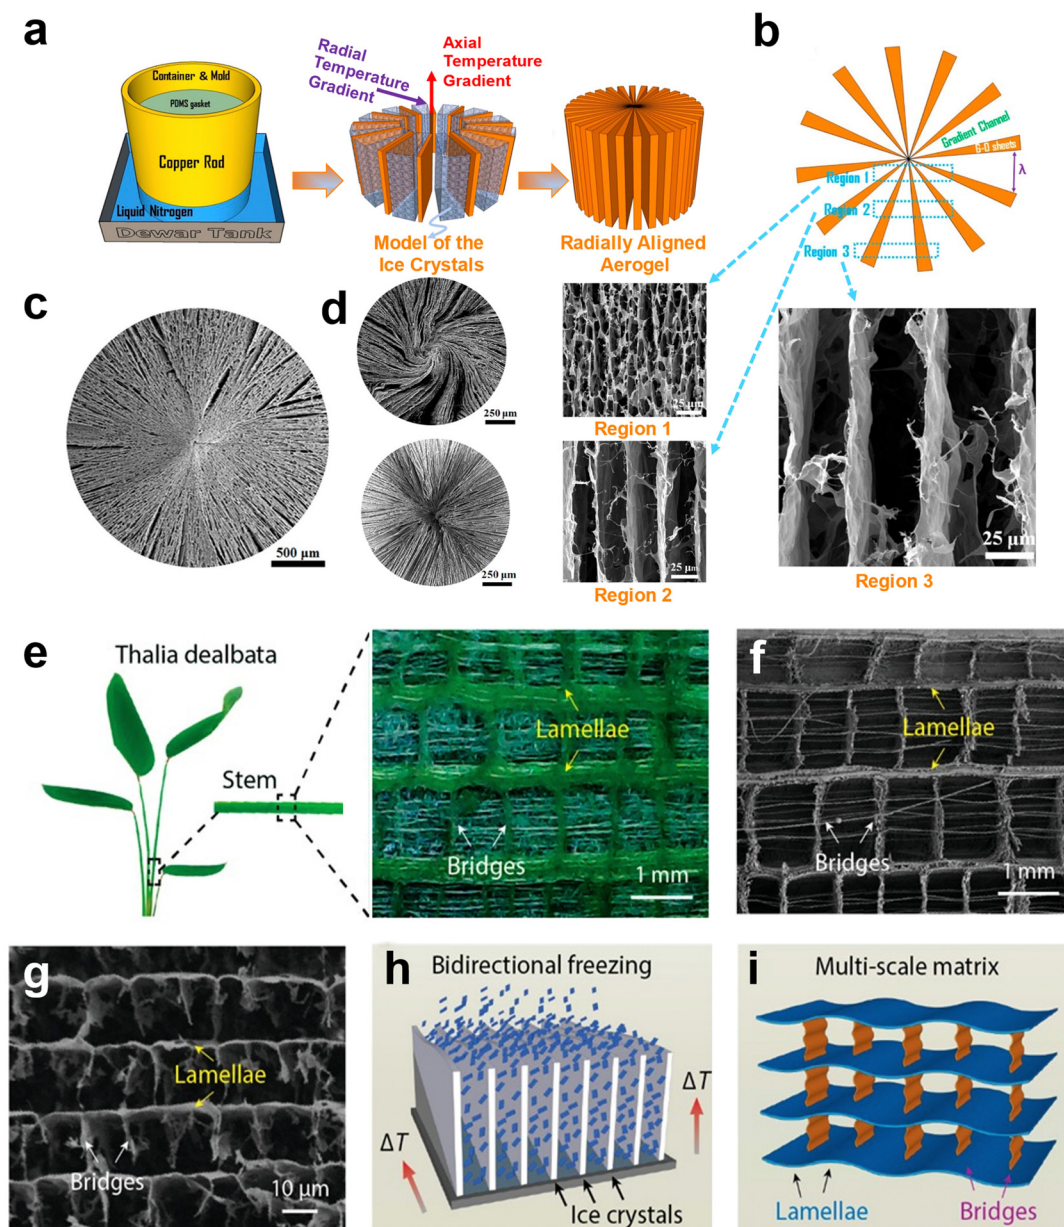 a
Container & Mold
PDMS gasket
Copper Rod
Liquid Nitrogen
Dewar Tank
Radial
Temperature
Gradient
Axial
Temperature
Gradient
Model of the
Ice Crystals
Radially Aligned
Aerogel
b
Gradient Channel
G-O sheets
λ
Region 1
Region 2
Region 3
c
500 μm
d
250 μm
250 μm
25 μm
Region 1
25 μm
Region 2
25 μm
Region 3
e
Thalia dealbata
Stem
Lamellae
Bridges
1 mm
f
Lamellae
Bridges
1 mm
g
Lamellae
Bridges
10 μm
h
Bidirectional freezing
ΔT
ΔT
Ice crystals
i
Multi-scale matrix
Lamellae
Bridges